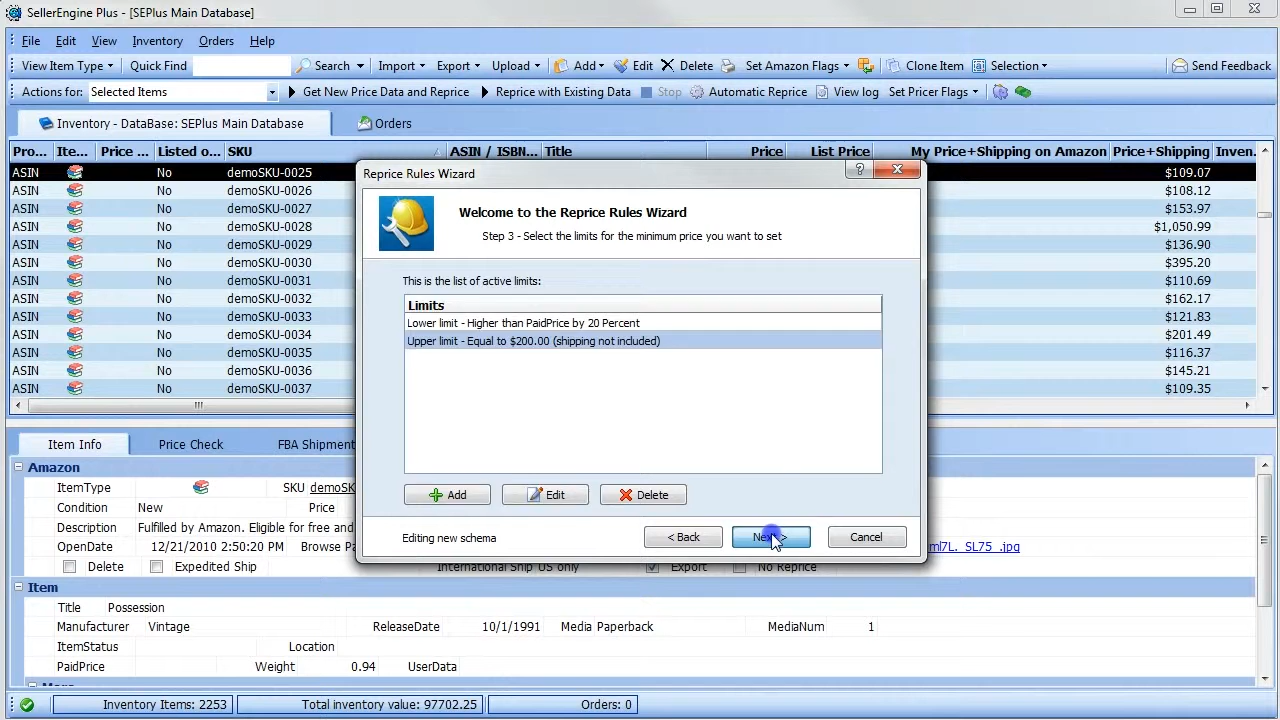 SellerEngine Plus - [SEPlus Main Database]
File Edit View Inventory Orders Help
View Item Type Quick Find Search Import Export Upload Add Edit Delete Set Amazon Flags Clone Item Selection Send Feedback
Actions for: Selected Items Get New Price Data and Reprice Reprice with Existing Data Stop Automatic Reprice View log Set Pricer Flags
Inventory - DataBase: SEPlus Main Database Orders
Pro... Ite... Price ... Listed o... SKU ASIN / ISBN... Title Price List Price My Price+Shipping on Amazon Price+Shipping Inven.
ASIN No demoSKU-0025 $109.07
ASIN No demoSKU-0026 $108.12
ASIN No demoSKU-0027 $153.97
ASIN No demoSKU-0028 $1,050.99
ASIN No demoSKU-0029 $136.90
ASIN No demoSKU-0030 $395.20
ASIN No demoSKU-0031 $110.69
ASIN No demoSKU-0032 $162.17
ASIN No demoSKU-0033 $121.83
ASIN No demoSKU-0034 $201.49
ASIN No demoSKU-0035 $116.37
ASIN No demoSKU-0036 $145.21
ASIN No demoSKU-0037 $109.35
Reprice Rules Wizard
Welcome to the Reprice Rules Wizard
Step 3 - Select the limits for the minimum price you want to set
This is the list of active limits:
Limits
Lower limit - Higher than PaidPrice by 20 Percent
Upper limit - Equal to $200.00 (shipping not included)
Add Edit Delete
Editing new schema < Back Next > Cancel
Item Info Price Check FBA Shipment
Amazon
ItemType SKU demoSK
Condition New Price
Description Fulfilled by Amazon. Eligible for free and
OpenDate 12/21/2010 2:50:20 PM Browse Pa ml7L._SL75_.jpg
Delete Expedited Ship International Ship US only Export No Reprice
Item
Title Possession
Manufacturer Vintage ReleaseDate 10/1/1991 Media Paperback MediaNum 1
ItemStatus Location
PaidPrice Weight 0.94 UserData
Inventory Items: 2253 Total inventory value: 97702.25 Orders: 0